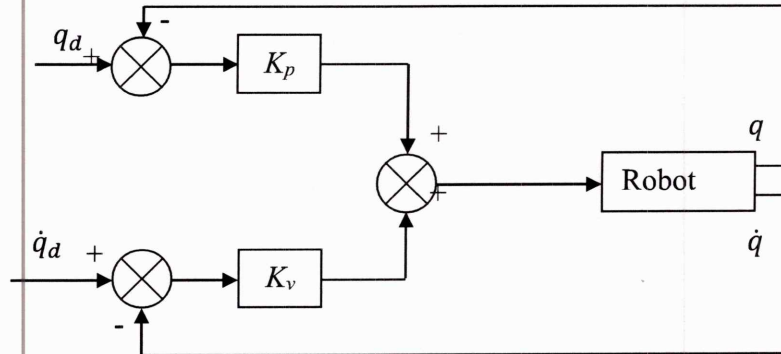 -
q_d +
K_p
+
q
+
Robot
q̇_d +
K_v
q̇
-